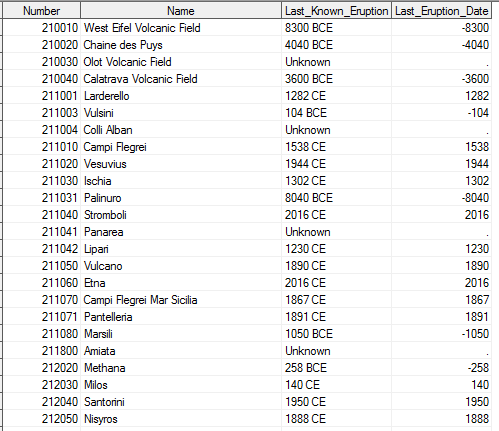 Number Name Last_Known_Eruption Last_Eruption_Date
210010 West Eifel Volcanic Field 8300 BCE -8300
210020 Chaine des Puys 4040 BCE -4040
210030 Olot Volcanic Field Unknown .
210040 Calatrava Volcanic Field 3600 BCE -3600
211001 Larderello 1282 CE 1282
211003 Vulsini 104 BCE -104
211004 Colli Alban Unknown .
211010 Campi Flegrei 1538 CE 1538
211020 Vesuvius 1944 CE 1944
211030 Ischia 1302 CE 1302
211031 Palinuro 8040 BCE -8040
211040 Stromboli 2016 CE 2016
211041 Panarea Unknown .
211042 Lipari 1230 CE 1230
211050 Vulcano 1890 CE 1890
211060 Etna 2016 CE 2016
211070 Campi Flegrei Mar Sicilia 1867 CE 1867
211071 Pantelleria 1891 CE 1891
211080 Marsili 1050 BCE -1050
211800 Amiata Unknown .
212020 Methana 258 BCE -258
212030 Milos 140 CE 140
212040 Santorini 1950 CE 1950
212050 Nisyros 1888 CE 1888